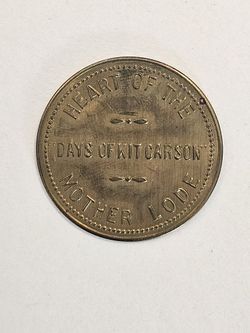 HEART OF THE
"DAYS OF KIT CARSON"
MOTHER LODE